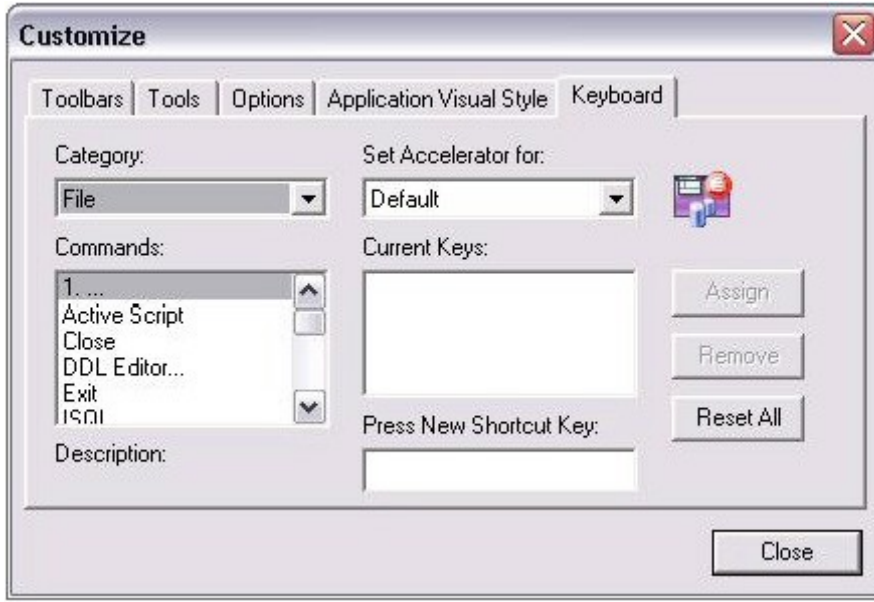 Customize
Toolbars Tools Options Application Visual Style Keyboard
Category: Set Accelerator for:
File Default
Commands: Current Keys:
1. ...
Active Script
Close
DDL Editor...
Exit
ISQL
Assign
Remove
Reset All
Press New Shortcut Key:
Description:
Close